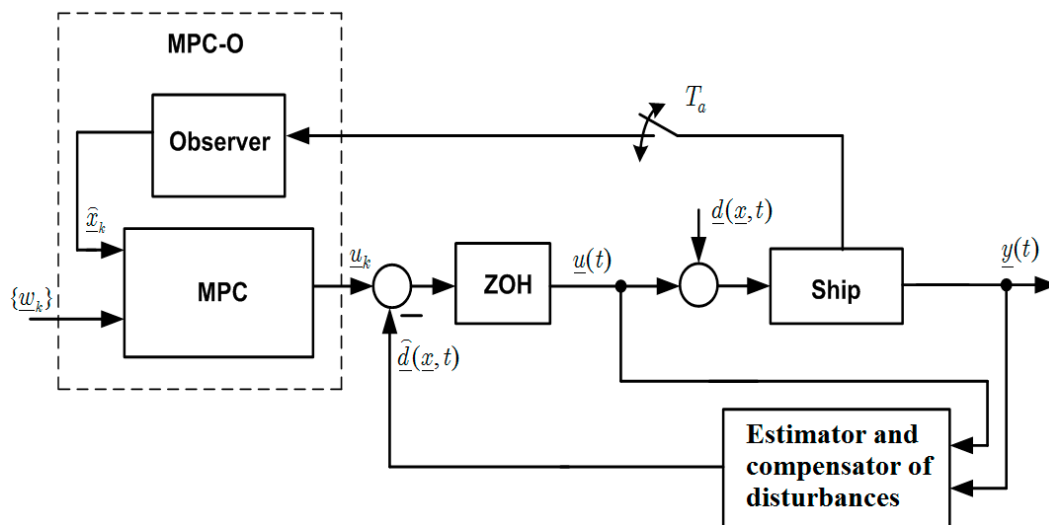 MPC-O
Observer
T_a
x̂_k
d(x,t)
y(t)
u_k
u(t)
MPC
ZOH
Ship
{w_k}
d̂(x,t)
Estimator and
compensator of
disturbances